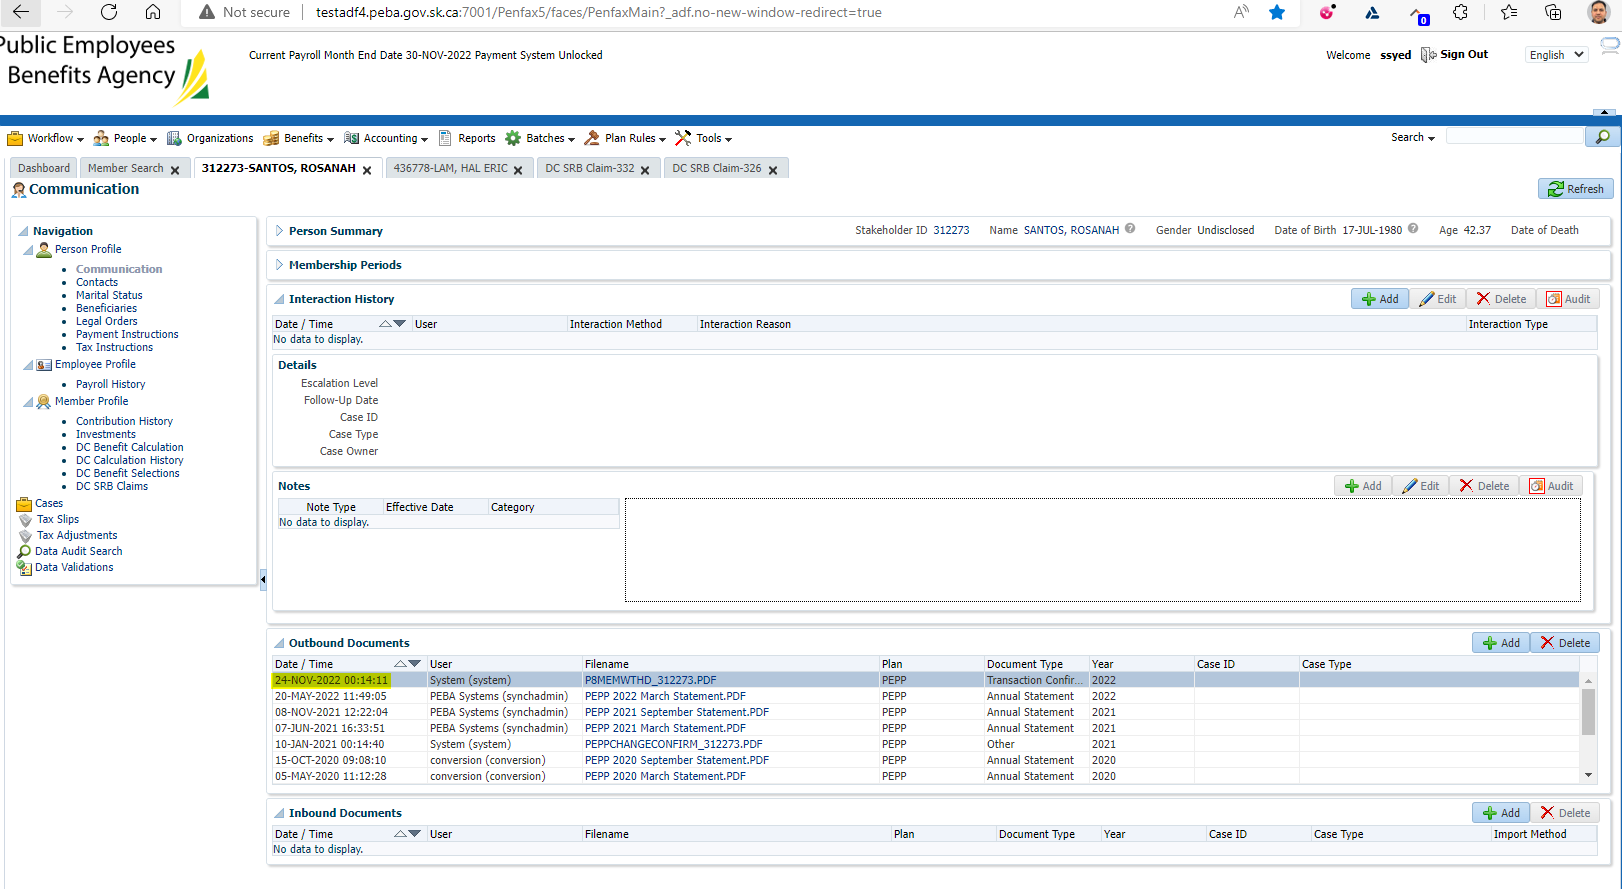 Not secure testadf4.peba.gov.sk.ca:7001/Penfax5/faces/PenfaxMain?_adf.no-new-window-redirect=true
0
Public Employees
Benefits Agency
Current Payroll Month End Date 30-NOV-2022 Payment System Unlocked
Welcome ssyed Sign Out English
Workflow People Organizations Benefits Accounting Reports Batches Plan Rules Tools Search
Dashboard Member Search 312273-SANTOS, ROSANAH 436778-LAM, HAL ERIC DC SRB Claim-332 DC SRB Claim-326
Communication
Refresh
Navigation
Person Profile
Communication
Contacts
Marital Status
Beneficiaries
Legal Orders
Payment Instructions
Tax Instructions
Employee Profile
Payroll History
Member Profile
Contribution History
Investments
DC Benefit Calculation
DC Calculation History
DC Benefit Selections
DC SRB Claims
Cases
Tax Slips
Tax Adjustments
Data Audit Search
Data Validations
Person Summary Stakeholder ID 312273 Name SANTOS, ROSANAH Gender Undisclosed Date of Birth 17-JUL-1980 Age 42.37 Date of Death
Membership Periods
Interaction History Add Edit Delete Audit
Date / Time User Interaction Method Interaction Reason Interaction Type
No data to display.
Details
Escalation Level
Follow-Up Date
Case ID
Case Type
Case Owner
Notes Add Edit Delete Audit
Note Type Effective Date Category
No data to display.
Outbound Documents Add Delete
Date / Time User Filename Plan Document Type Year Case ID Case Type
24-NOV-2022 00:14:11 System (system) P8MEMWTHD_312273.PDF PEPP Transaction Confir... 2022
20-MAY-2022 11:49:05 PEBA Systems (synchadmin) PEPP 2022 March Statement.PDF PEPP Annual Statement 2022
08-NOV-2021 12:22:04 PEBA Systems (synchadmin) PEPP 2021 September Statement.PDF PEPP Annual Statement 2021
07-JUN-2021 16:33:51 PEBA Systems (synchadmin) PEPP 2021 March Statement.PDF PEPP Annual Statement 2021
10-JAN-2021 00:14:40 System (system) PEPPCHANGECONFIRM_312273.PDF PEPP Other 2021
15-OCT-2020 09:08:10 conversion (conversion) PEPP 2020 September Statement.PDF PEPP Annual Statement 2020
05-MAY-2020 11:12:28 conversion (conversion) PEPP 2020 March Statement.PDF PEPP Annual Statement 2020
Inbound Documents Add Delete
Date / Time User Filename Plan Document Type Year Case ID Case Type Import Method
No data to display.